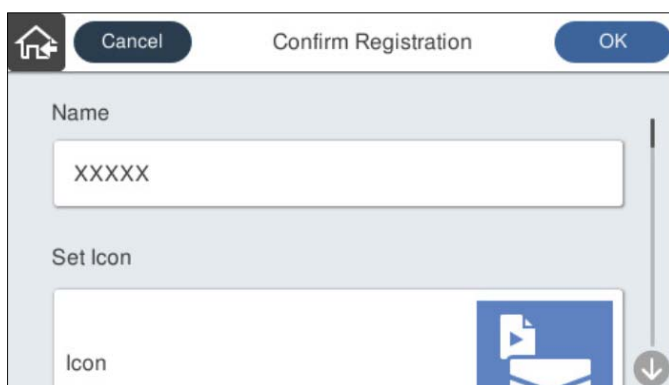 Cancel Confirm Registration OK
Name
XXXXX
Set Icon
Icon